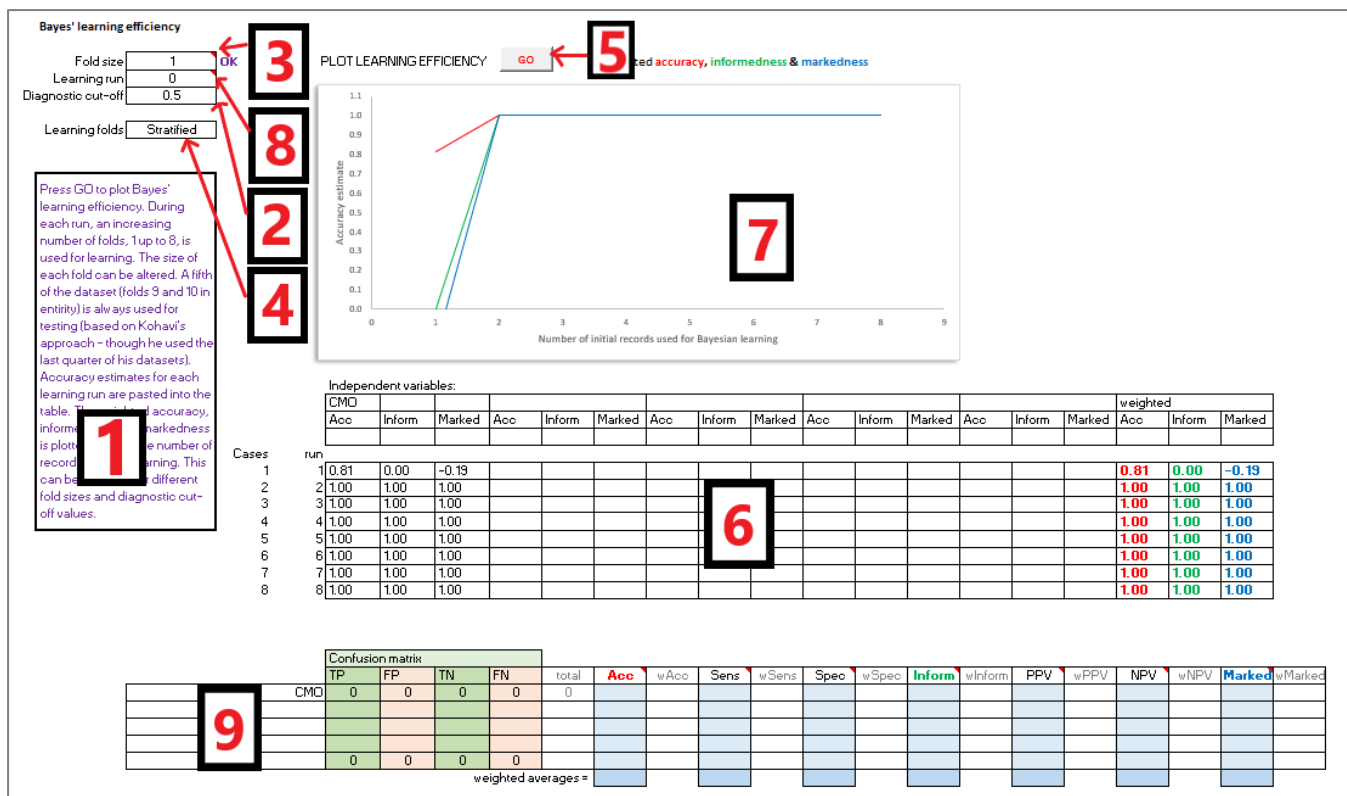 Bayes' learning efficiency
Fold size 1 OK
Learning run 0
Diagnostic cut-off 0.5
Learning folds Stratified
3
8
2
4
Press GO to plot Bayes'
learning efficiency. During
each run, an increasing
number of folds, 1 up to 8, is
used for learning. The size of
each fold can be altered. A fifth
of the dataset (folds 9 and 10 in
entirity) is always used for
testing (based on Kohavi's
approach - though he used the
last quarter of his datasets).
Accuracy estimates for each
learning run are pasted into the
table. accuracy,
markedness
is number of
record This
can be different
fold sizes and diagnostic cut-
off values.
1
PLOT LEARNING EFFICIENCY GO 5 accuracy, informedness & markedness
1.1
1.0
0.9
0.8
0.7
0.6
0.5
0.4
0.3
0.2
0.1
0.0
Accuracy estimate
7
0 1 2 3 4 5 6 7 8 9
Number of initial records used for Bayesian learning
Independent variables:
CMO weighted
Acc Inform Marked Acc Inform Marked Acc Inform Marked Acc Inform Marked Acc Inform Marked Acc Inform Marked
Cases run
1 1 0.81 0.00 -0.19 0.81 0.00 -0.19
2 2 1.00 1.00 1.00 1.00 1.00 1.00
3 3 1.00 1.00 1.00 1.00 1.00 1.00
4 4 1.00 1.00 1.00 1.00 1.00 1.00
5 5 1.00 1.00 1.00 1.00 1.00 1.00
6 6 1.00 1.00 1.00 1.00 1.00 1.00
7 7 1.00 1.00 1.00 1.00 1.00 1.00
8 8 1.00 1.00 1.00 1.00 1.00 1.00
6
Confusion matrix
TP FP TN FN total Acc wAcc Sens wSens Spec wSpec Inform wInform PPV wPPV NPV wNPV Marked wMarked
CMO 0 0 0 0 0
9
0 0 0 0
weighted averages =